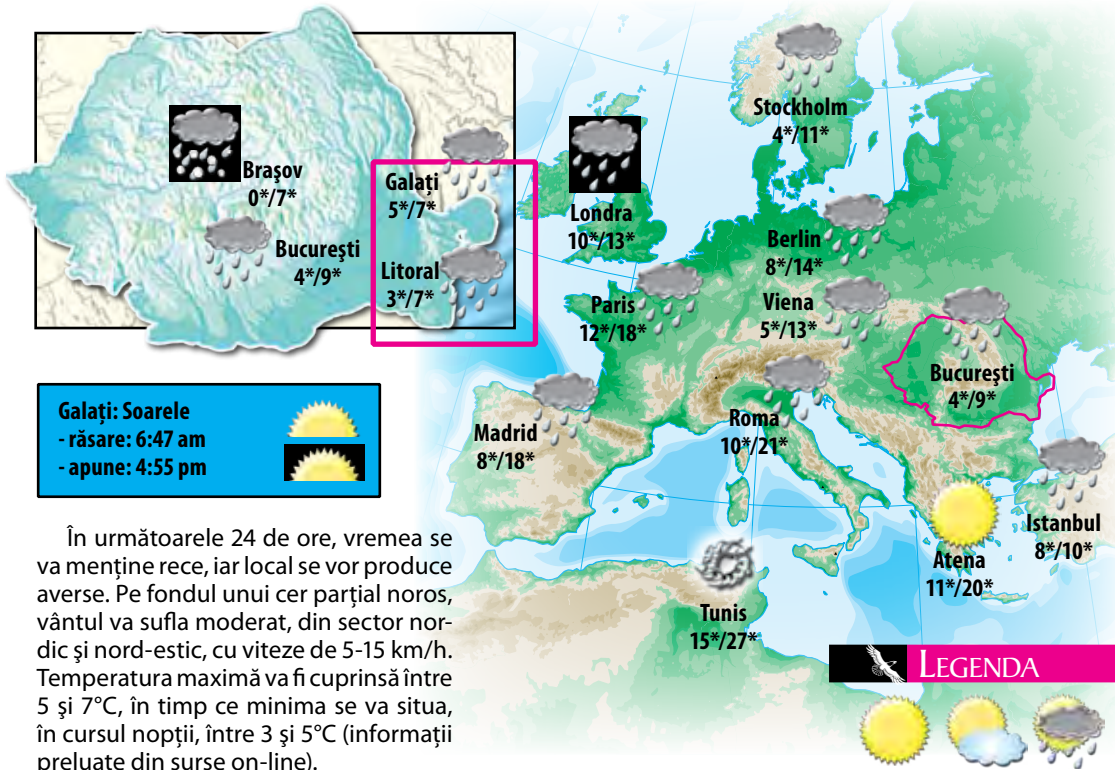 Braşov
0*/7*
Bucureşti
4*/9*
Galați
5*/7*
Litoral
3*/7*
Stockholm
4*/11*
Londra
10*/13*
Berlin
8*/14*
Paris
12*/18*
Viena
5*/13*
Bucureşti
4*/9*
Madrid
8*/18*
Roma
10*/21*
Istanbul
8*/10*
Atena
11*/20*
Tunis
15*/27*
LEGENDA
Galați: Soarele
- răsare: 6:47 am
- apune: 4:55 pm
În următoarele 24 de ore, vremea se
va menține rece, iar local se vor produce
averse. Pe fondul unui cer parțial noros,
vântul va sufla moderat, din sector nor-
dic şi nord-estic, cu viteze de 5-15 km/h.
Temperatura maximă va fi cuprinsă între
5 şi 7°C, în timp ce minima se va situa,
în cursul nopții, între 3 şi 5°C (informații
preluate din surse on-line).